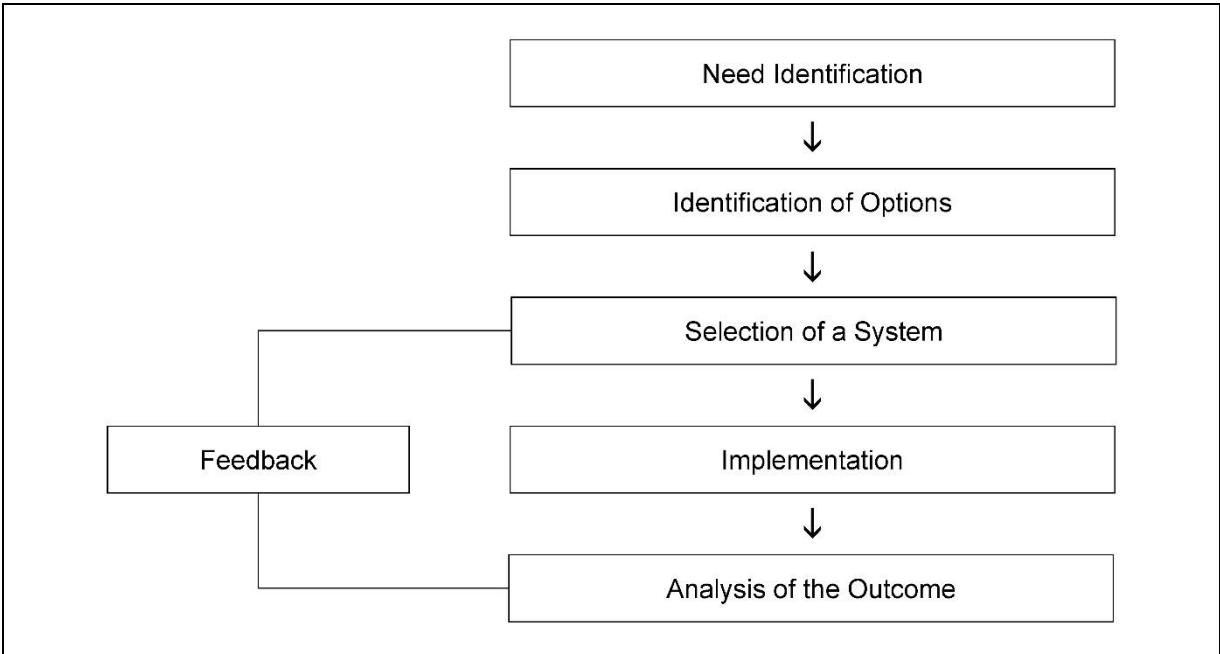 Need Identification
Identification of Options
Selection of a System
Feedback
Implementation
Analysis of the Outcome